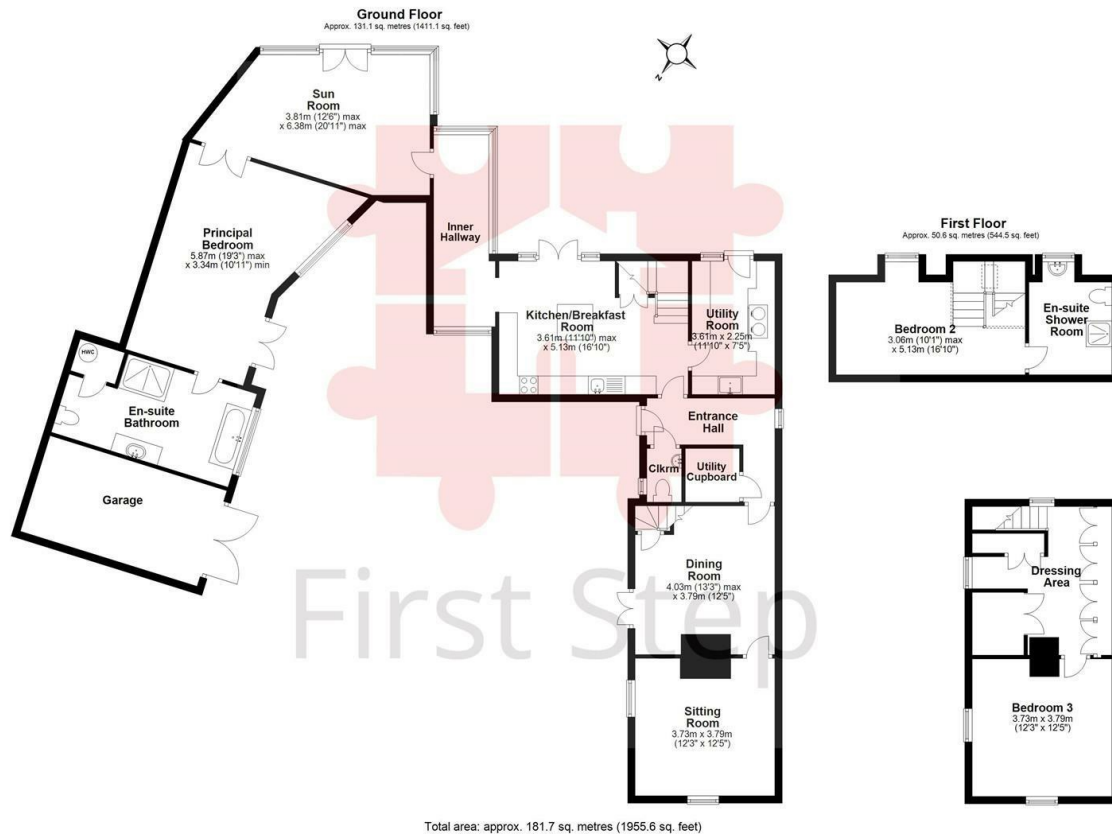 Ground Floor
Approx. 131.1 sq. metres (1411.1 sq. feet)
Sun
Room
3.81m (12'6") max
x 6.38m (20'11") max
Principal
Bedroom
5.87m (19'3") max
x 3.34m (10'11") min
Inner
Hallway
Kitchen/Breakfast
Room
3.61m (11'10") max
x 5.13m (16'10")
Utility
Room
3.61m x 2.25m
(11'10" x 7'5")
HWC
En-suite
Bathroom
Garage
Entrance
Hall
Clkrm
Utility
Cupboard
Dining
Room
4.03m (13'3") max
x 3.79m (12'5")
Sitting
Room
3.73m x 3.79m
(12'3" x 12'5")
First Floor
Approx. 50.6 sq. metres (544.5 sq. feet)
Bedroom 2
3.06m (10'1") max
x 5.13m (16'10")
En-suite
Shower
Room
Dressing
Area
Bedroom 3
3.73m x 3.79m
(12'3" x 12'5")
First Step
N
Total area: approx. 181.7 sq. metres (1955.6 sq. feet)